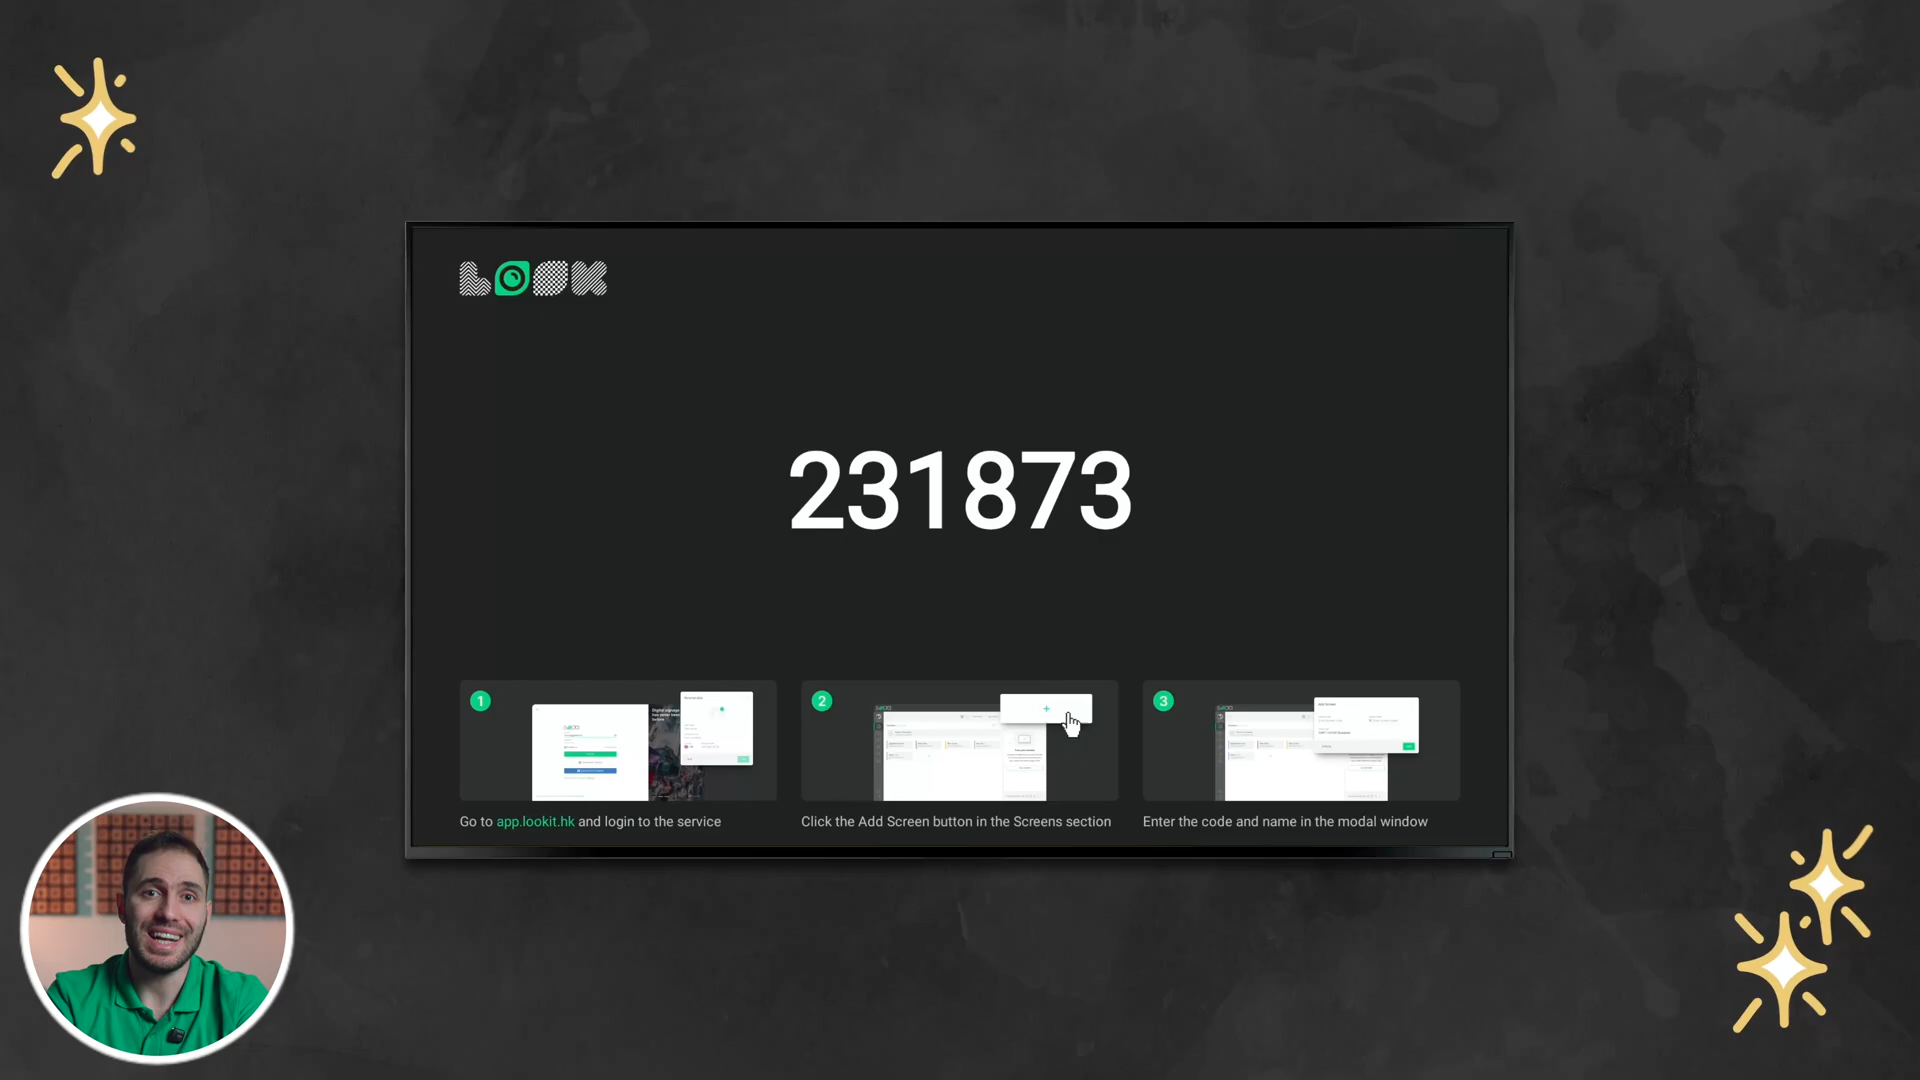 LOOK
231873
1
2
3
Go to app.lookit.hk and login to the service
Click the Add Screen button in the Screens section
Enter the code and name in the modal window